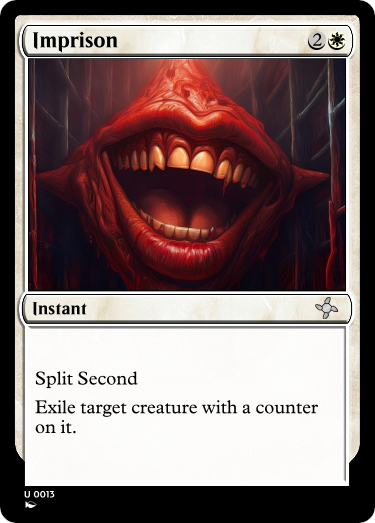 Imprison 2
Instant
Split Second
Exile target creature with a counter
on it.
U 0013